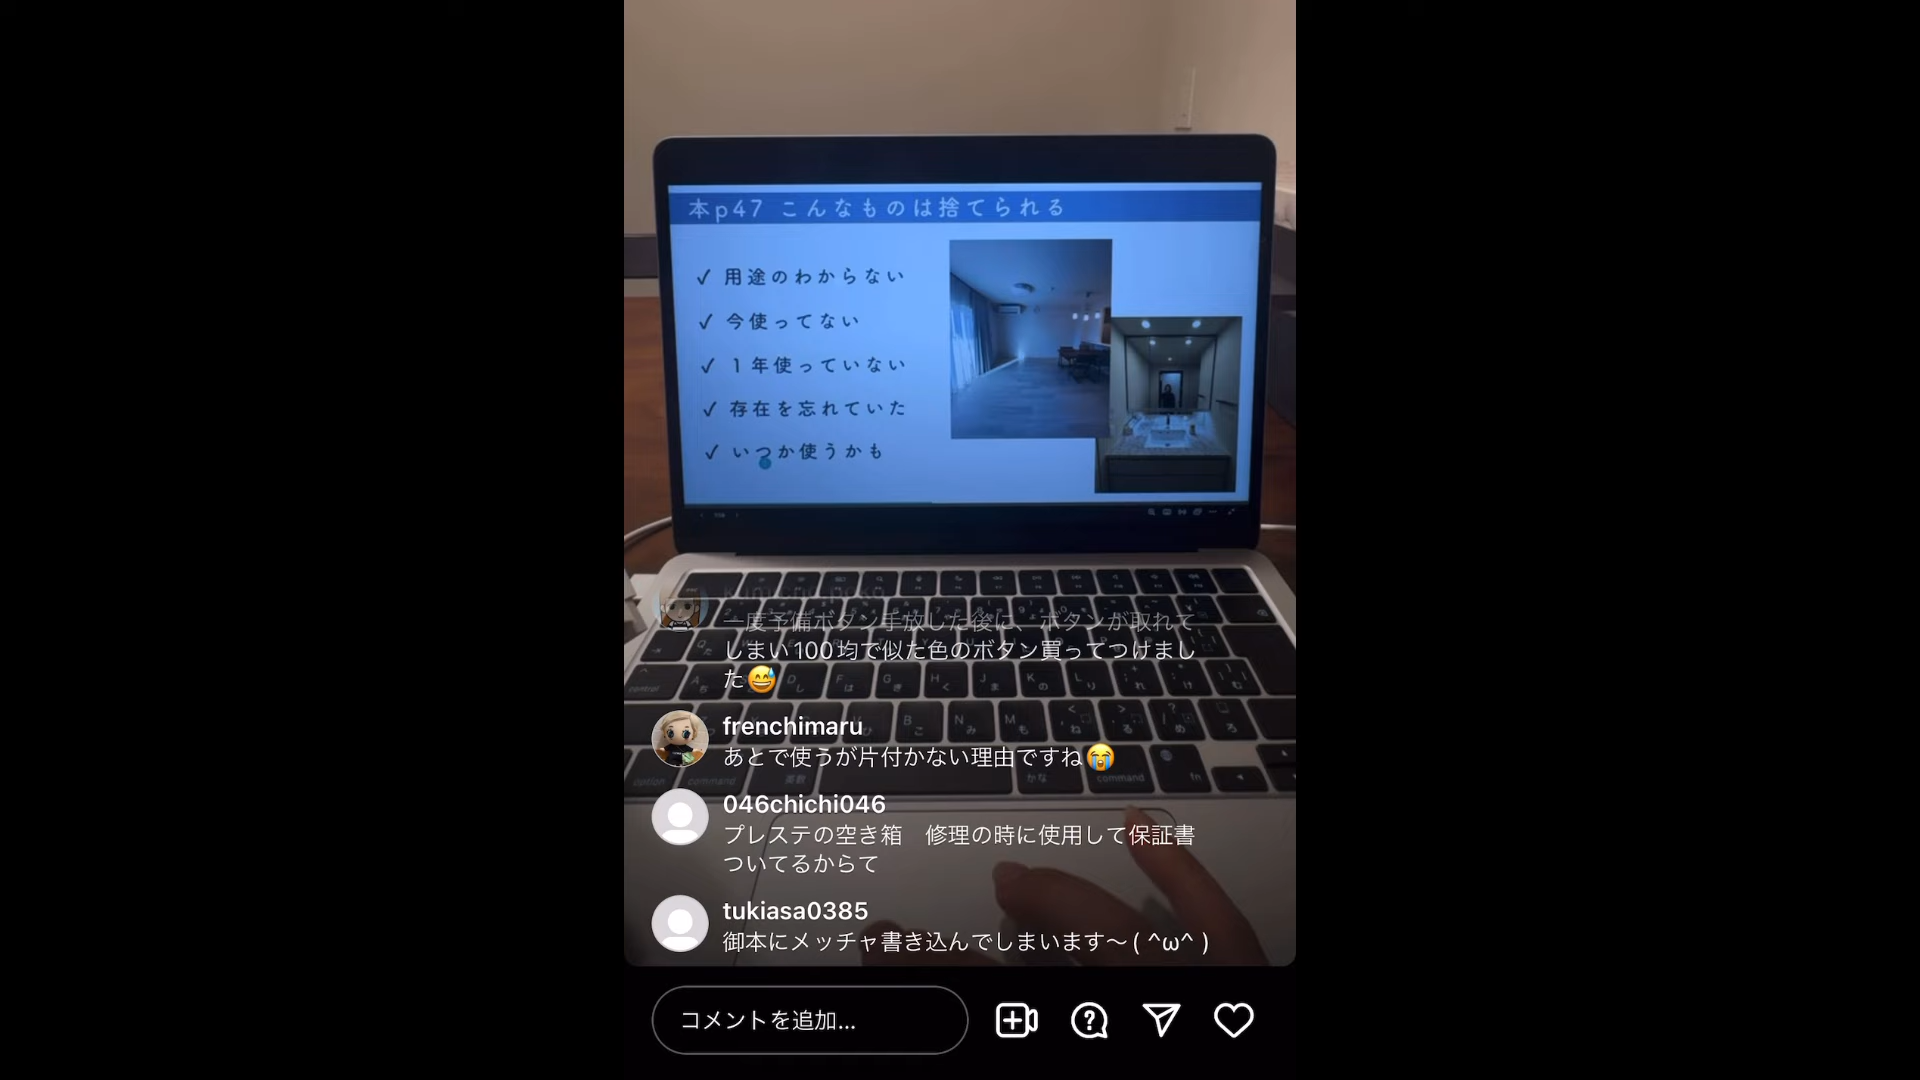 本p47 こんなものは捨てられる
✓ 用途のわからない
✓ 今使ってない
✓ 1年使っていない
✓ 存在を忘れていた
✓ いつか使うかも
一度予備ボタン手放した後に、ボタンが取れて
しまい100均で似た色のボタン買ってつけまし
た😅
frenchimaru
あとで使うが片付かない理由ですね😭
046chichi046
プレステの空き箱　修理の時に使用して保証書
ついてるからて
tukiasa0385
御本にメッチャ書き込んでしまいます〜 ( ^ω^ )
コメントを追加...